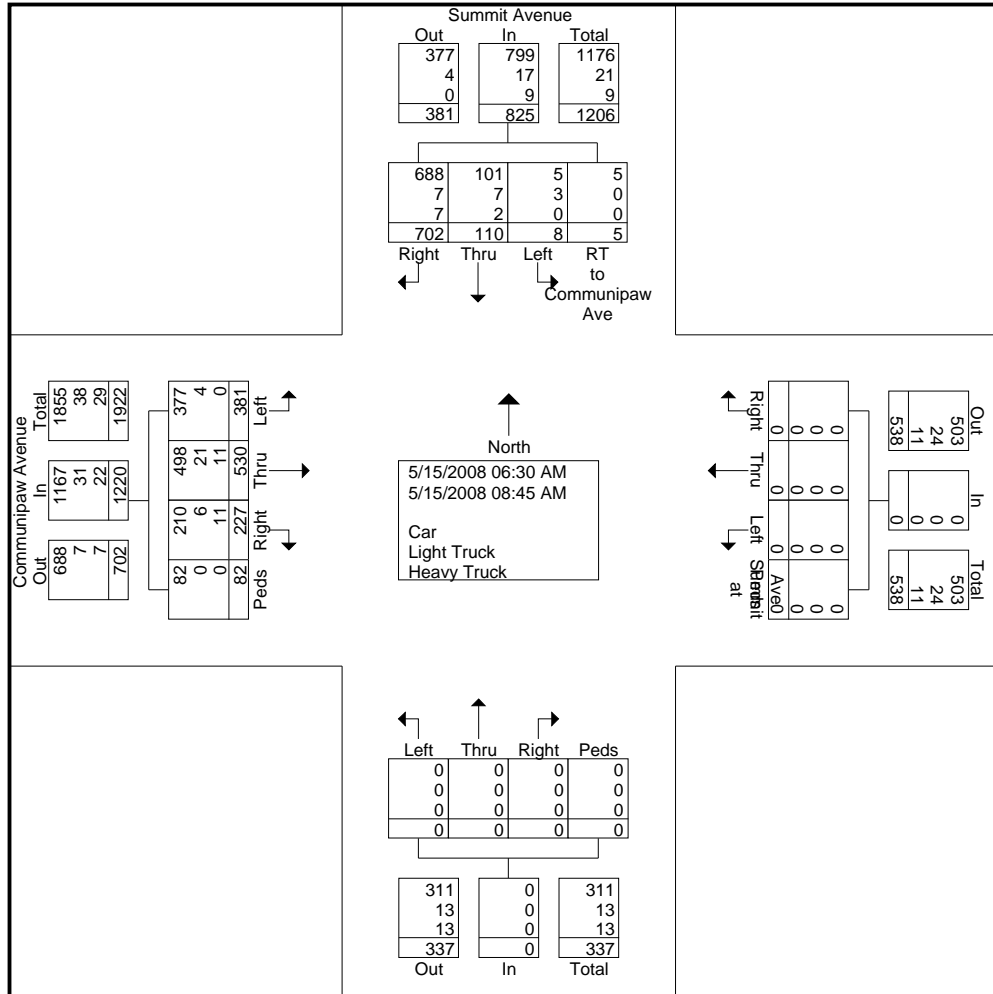 Summit Avenue
Out In Total
377 799 1176
4 17 21
0 9 9
381 825 1206
688 101 5 5
7 7 3 0
7 2 0 0
702 110 8 5
Right Thru Left RT
to
Communipaw
Ave
Communipaw Avenue
Total In Out
1855 1167 688
38 31 7
29 22 7
1922 1220 702
377 498 210 82
4 21 6 0
0 11 11 0
381 530 227 82
Left Thru Right Peds
North
5/15/2008 06:30 AM
5/15/2008 08:45 AM
Car
Light Truck
Heavy Truck
Out In Total
503 0 503
24 0 24
11 0 11
538 0 538
0 0 0 0
0 0 0 0
0 0 0 0
0 0 0 Ave0
Right Thru Left Peds
Summit
at
Left Thru Right Peds
0 0 0 0
0 0 0 0
0 0 0 0
0 0 0 0
311 0 311
13 0 13
13 0 13
337 0 337
Out In Total